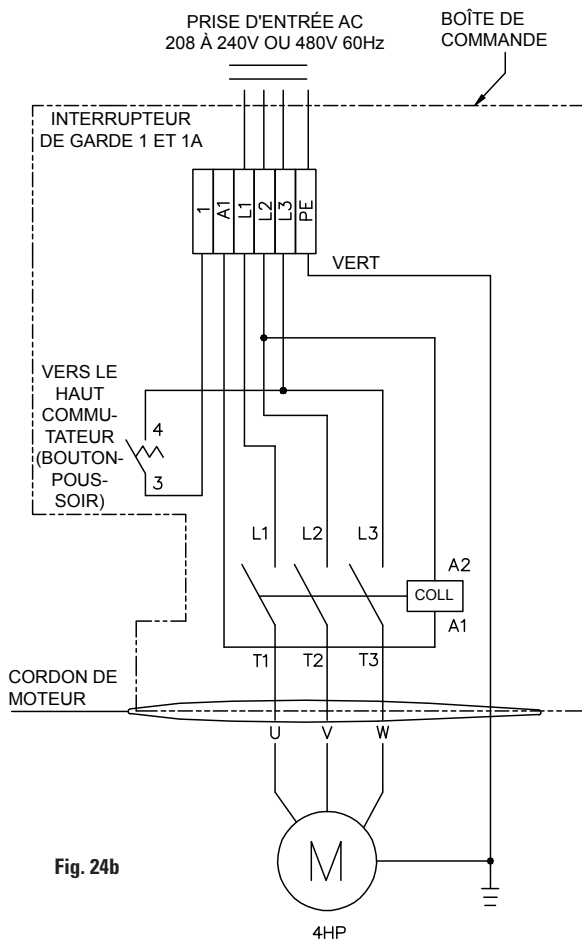 PRISE D'ENTRÉE AC
208 À 240V OU 480V 60Hz
BOÎTE DE
COMMANDE
INTERRUPTEUR
DE GARDE 1 ET 1A
1
A1
L1
L2
L3
PE
VERT
VERS LE
HAUT
COMMU-
TATEUR
(BOUTON-
POUS-
SOIR)
4
3
L1
L2
L3
A2
COLL
A1
T1
T2
T3
CORDON DE
MOTEUR
U
V
W
M
Fig. 24b
4HP